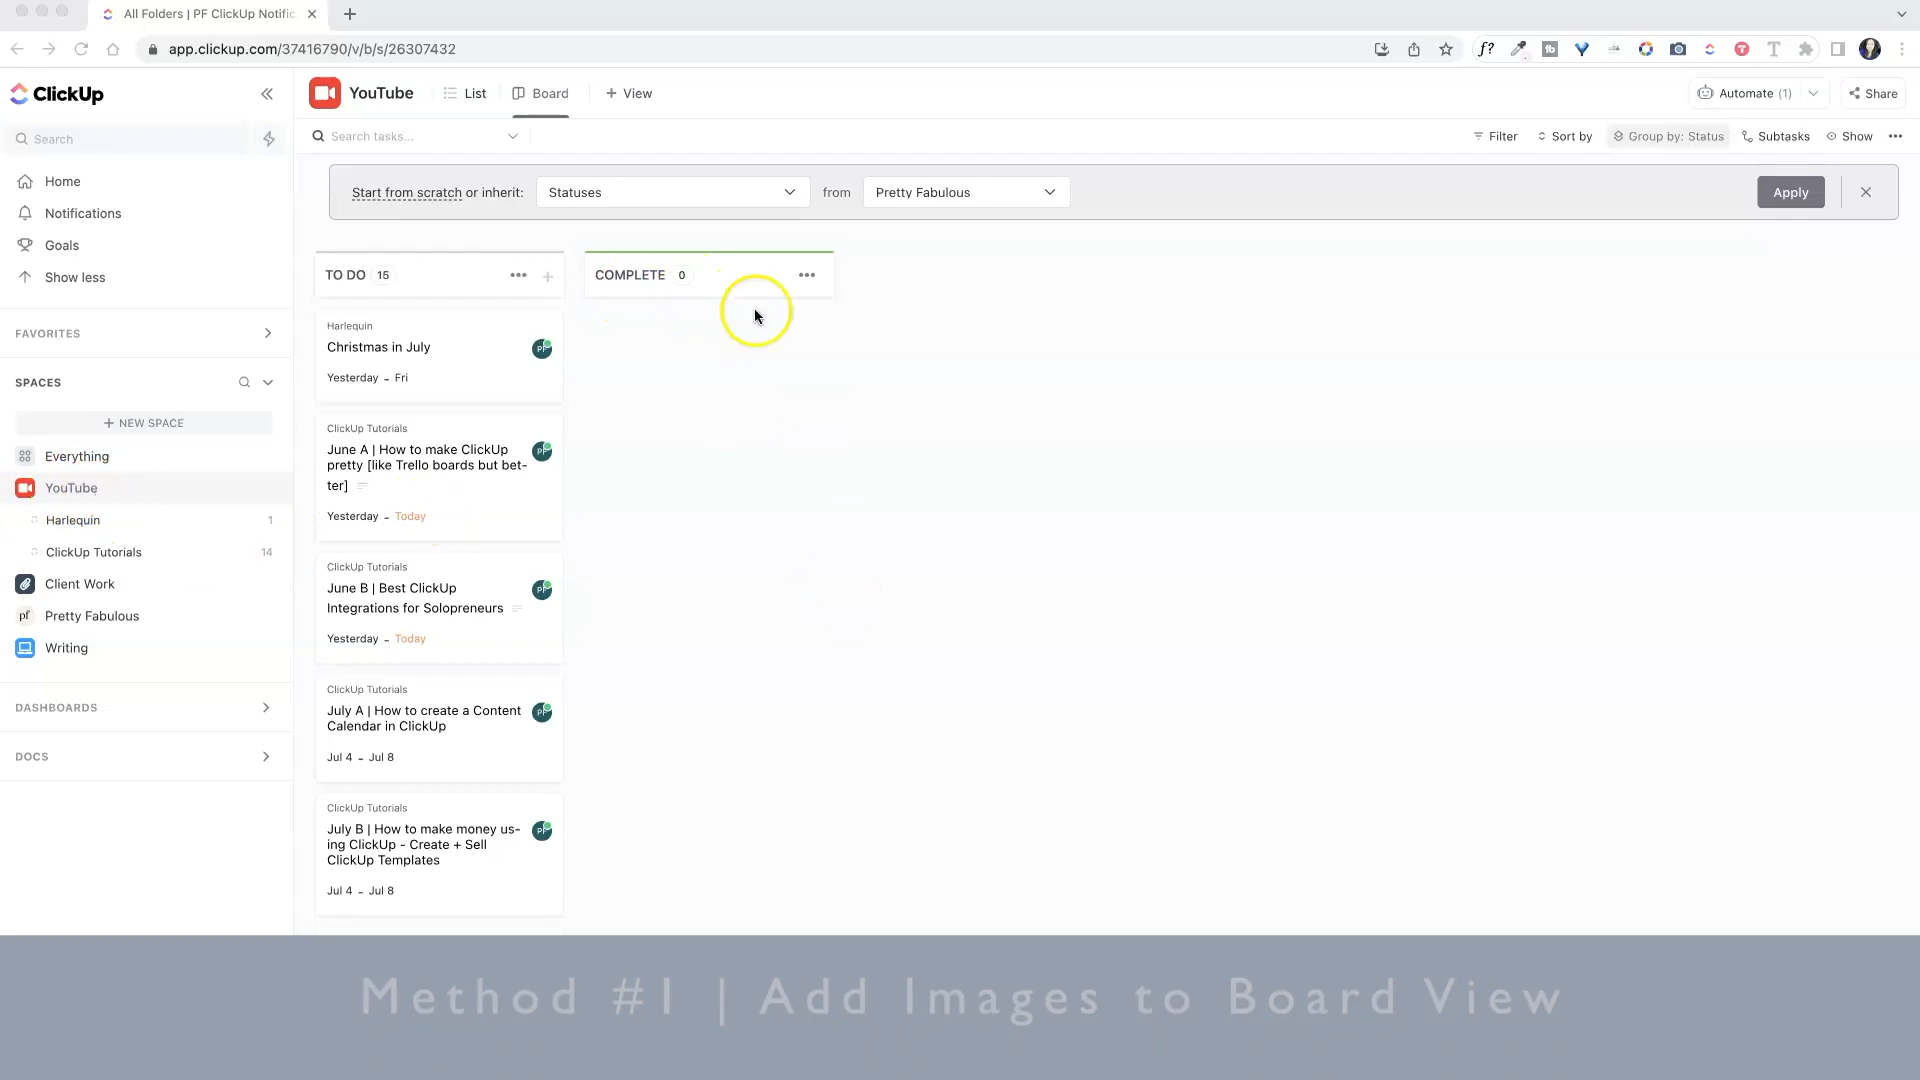 All Folders | PF ClickUp Notific
app.clickup.com/37416790/v/b/s/26307432
ClickUp
YouTube
List
Board
+ View
Automate (1)
Share
Search
Search tasks...
Filter
Sort by
Group by: Status
Subtasks
Show
Home
Notifications
Goals
Show less
Start from scratch or inherit:
Statuses
from
Pretty Fabulous
Apply
FAVORITES
SPACES
+ NEW SPACE
Everything
YouTube
Harlequin 1
ClickUp Tutorials 14
Client Work
pf Pretty Fabulous
Writing
DASHBOARDS
DOCS
TO DO 15
Harlequin
Christmas in July
PF
Yesterday - Fri
ClickUp Tutorials
June A | How to make ClickUp
pretty [like Trello boards but bet-
ter]
PF
Yesterday - Today
ClickUp Tutorials
June B | Best ClickUp
Integrations for Solopreneurs
PF
Yesterday - Today
ClickUp Tutorials
July A | How to create a Content
Calendar in ClickUp
PF
Jul 4 - Jul 8
ClickUp Tutorials
July B | How to make money us-
ing ClickUp - Create + Sell
ClickUp Templates
PF
Jul 4 - Jul 8
COMPLETE 0
Method #1 | Add Images to Board View